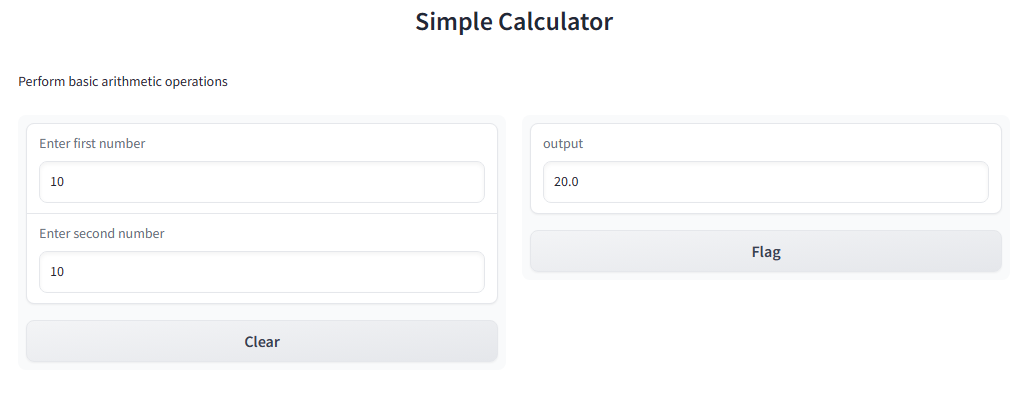 Simple Calculator
Perform basic arithmetic operations
Enter first number
10
Enter second number
10
Clear
output
20.0
Flag